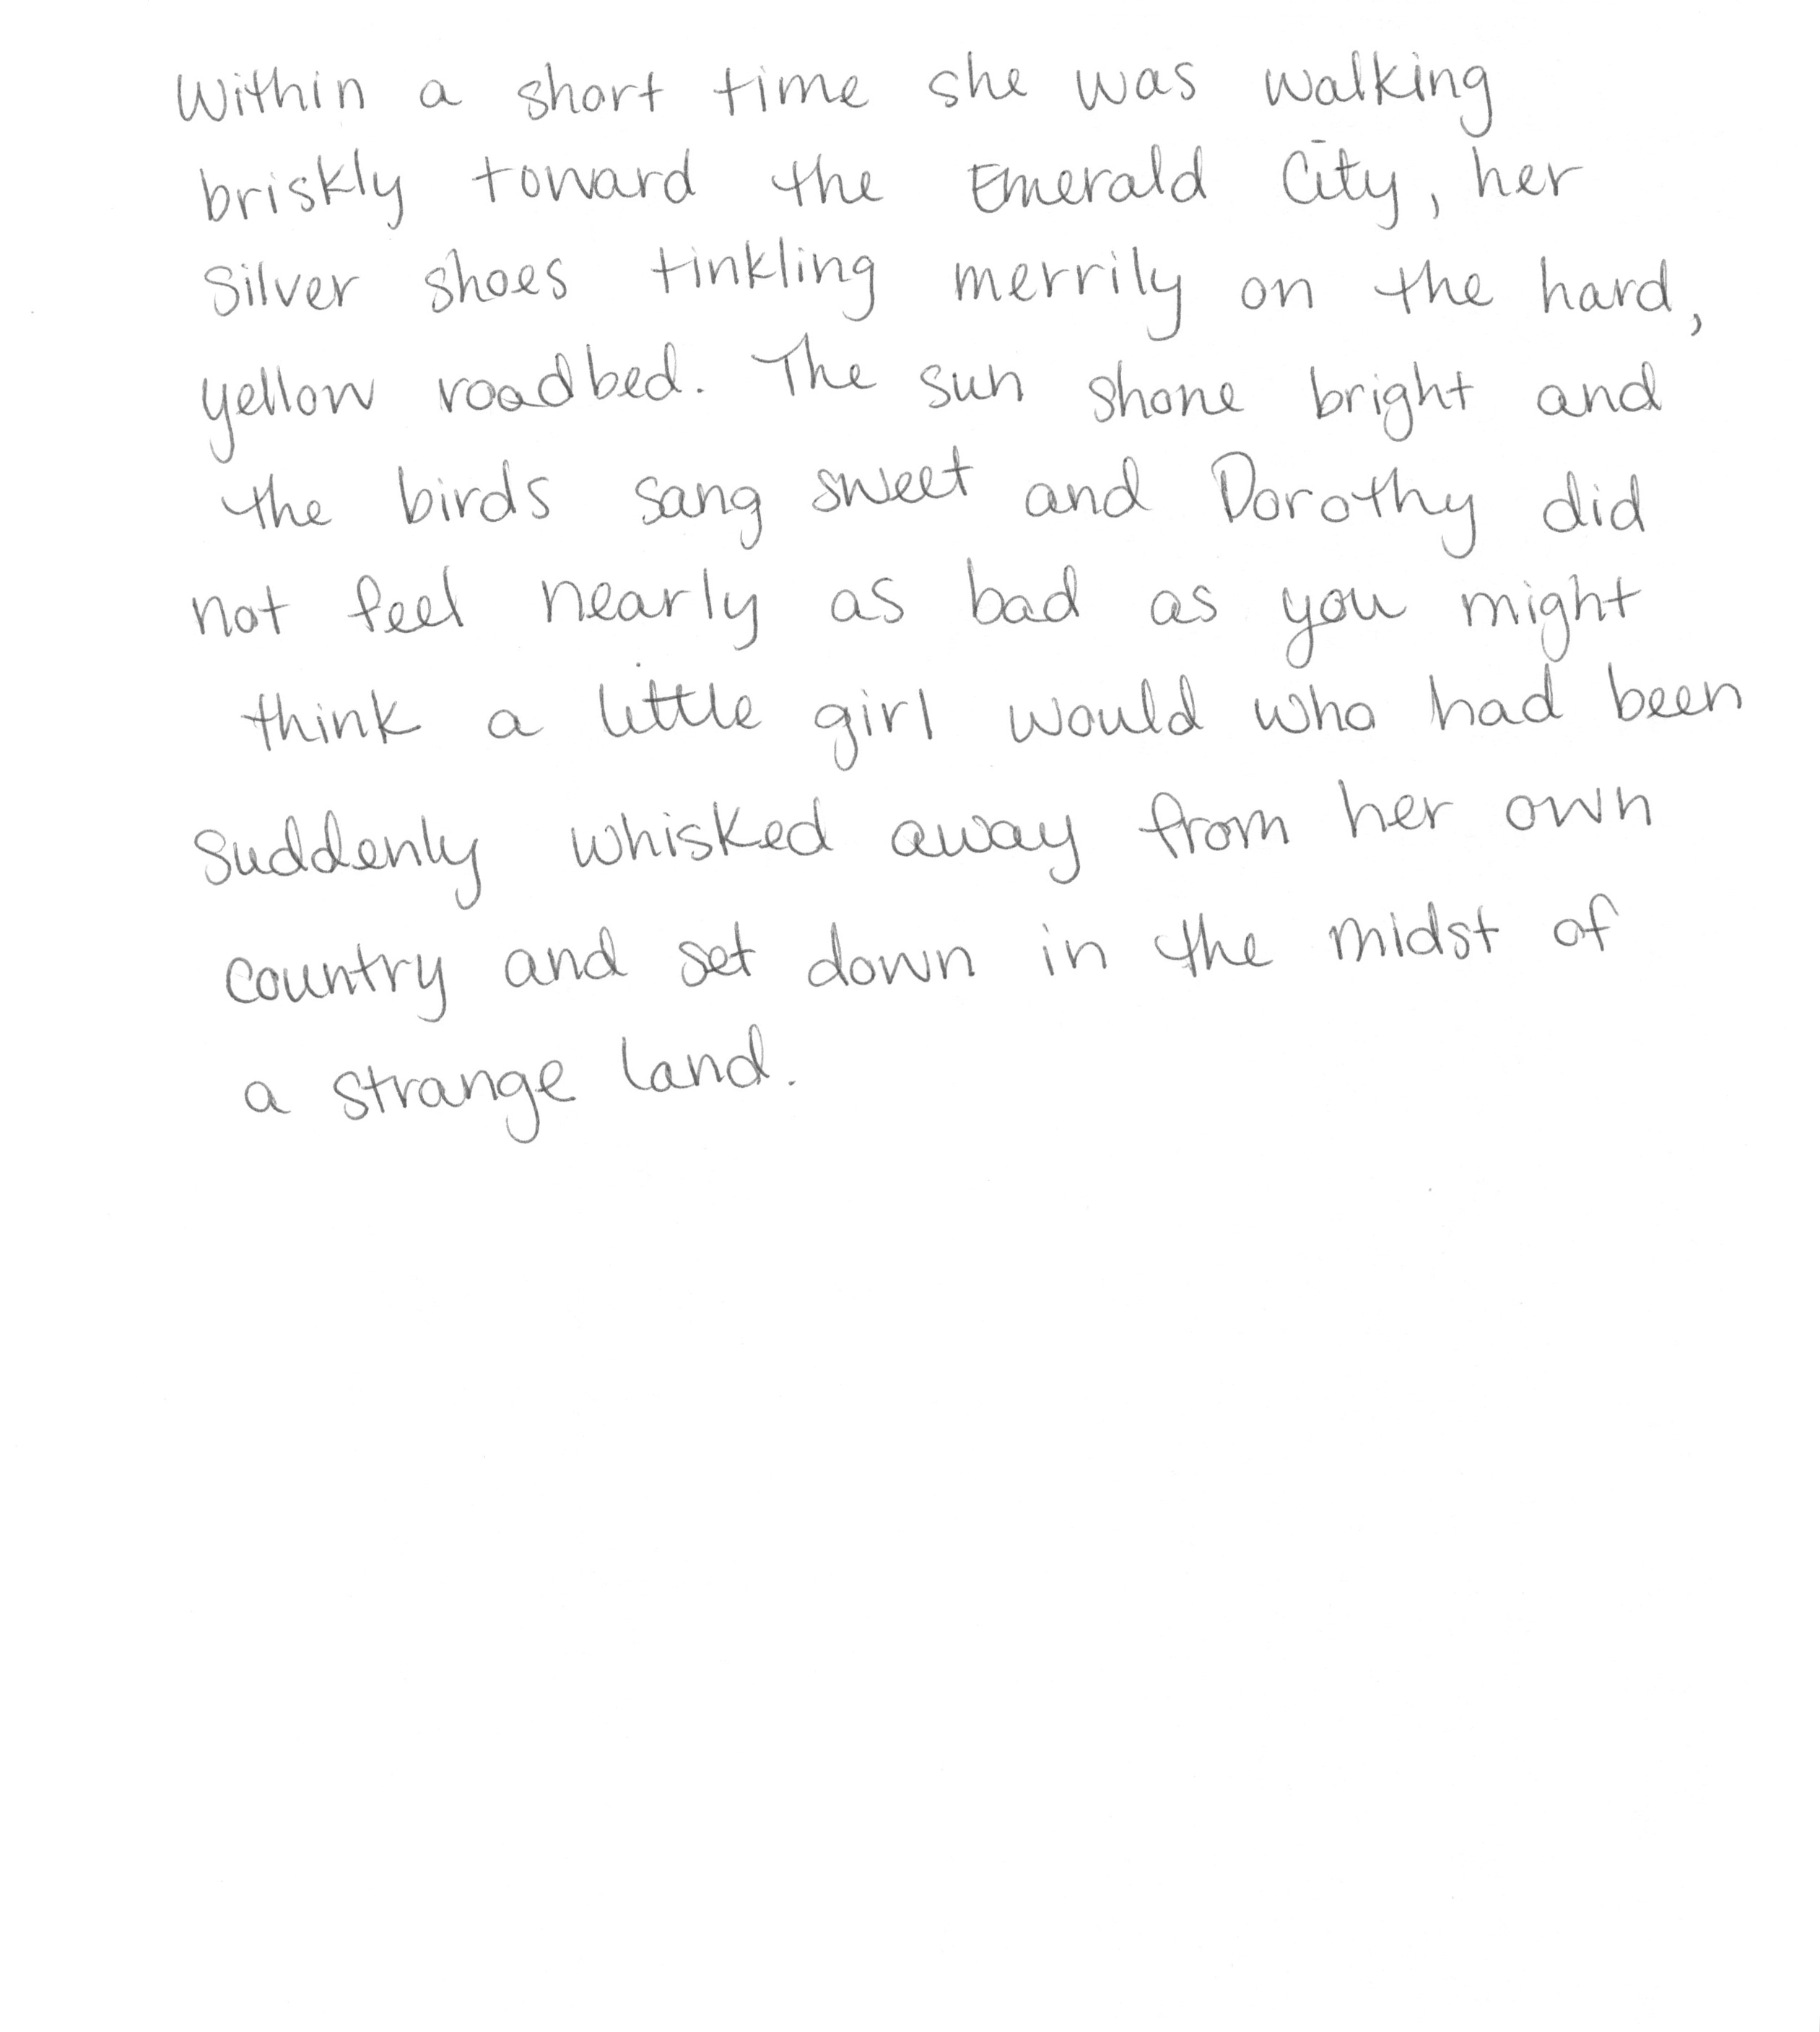 Within a short time she was walking
briskly toward the Emerald City, her
Silver shoes tinkling merrily on the hard,
yellow roadbed. The sun shone bright and
the birds sang sweet and Dorothy did
not feel nearly as bad as you might
think a little girl would who had been
suddenly whisked away from her own
country and set down in the midst of
a strange land.